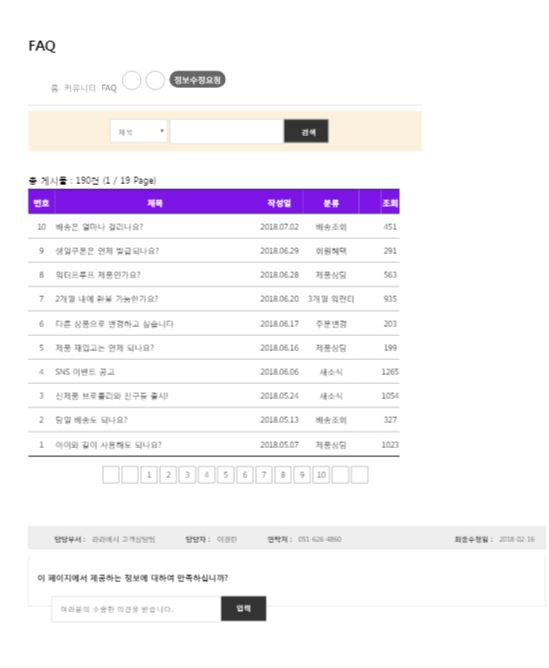 FAQ
홈 커뮤니티 FAQ 정보수정요청
제목 검색
총 게시물 : 190건 (1 / 19 Page)
번호 제목 작성일 분류 조회
10 배송은 얼마나 걸리나요? 2018.07.02 배송조회 451
9 생일쿠폰은 언제 발급되나요? 2018.06.29 회원혜택 291
8 워터프루프 제품인가요? 2018.06.28 제품상담 563
7 2개월 내에 환불 가능한가요? 2018.06.20 3개월 워런티 935
6 다른 상품으로 변경하고 싶습니다 2018.06.17 주문변경 203
5 제품 재입고는 언제 되나요? 2018.06.16 제품상담 199
4 SNS 이벤트 공고 2018.06.06 새소식 1265
3 신제품 브로롤리와 친구들 출시! 2018.05.24 새소식 1054
2 당일 배송도 되나요? 2018.05.13 배송조회 327
1 아이와 같이 사용해도 되나요? 2018.05.07 제품상담 1023
1 2 3 4 5 6 7 8 9 10
담당부서 : 라라에시 고객상담팀 담당자 : 연락처 : 051-626-4860 최종수정일 : 2018-02-16
이 페이지에서 제공하는 정보에 대하여 만족하십니까?
여러분의 소중한 의견을 받습니다. 입력